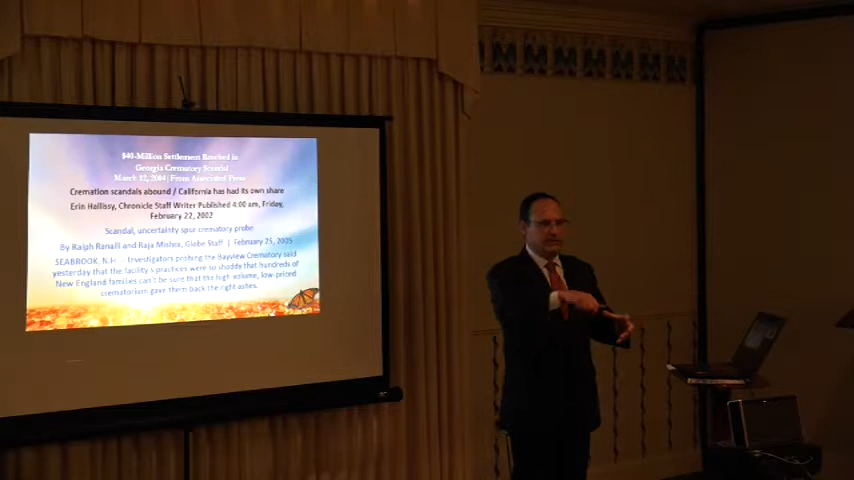 $40-Million Settlement Reached in
Georgia Crematory Scandal
March 12, 2004 | From Associated Press
Cremation scandals abound / California has had its own share
Erin Hallissy, Chronicle Staff Writer Published 4:00 am, Friday,
February 22, 2002
Scandal, uncertainty spur crematory probe
By Ralph Ranalli and Raja Mishra, Globe Staff | February 25, 2005
SEABROOK, N.H. - Investigators probing the Bayview Crematory said
yesterday that the facility's practices were so shoddy that hundreds of
New England families can't be sure that the high-volume, low-priced
crematorium gave them back the right ashes.